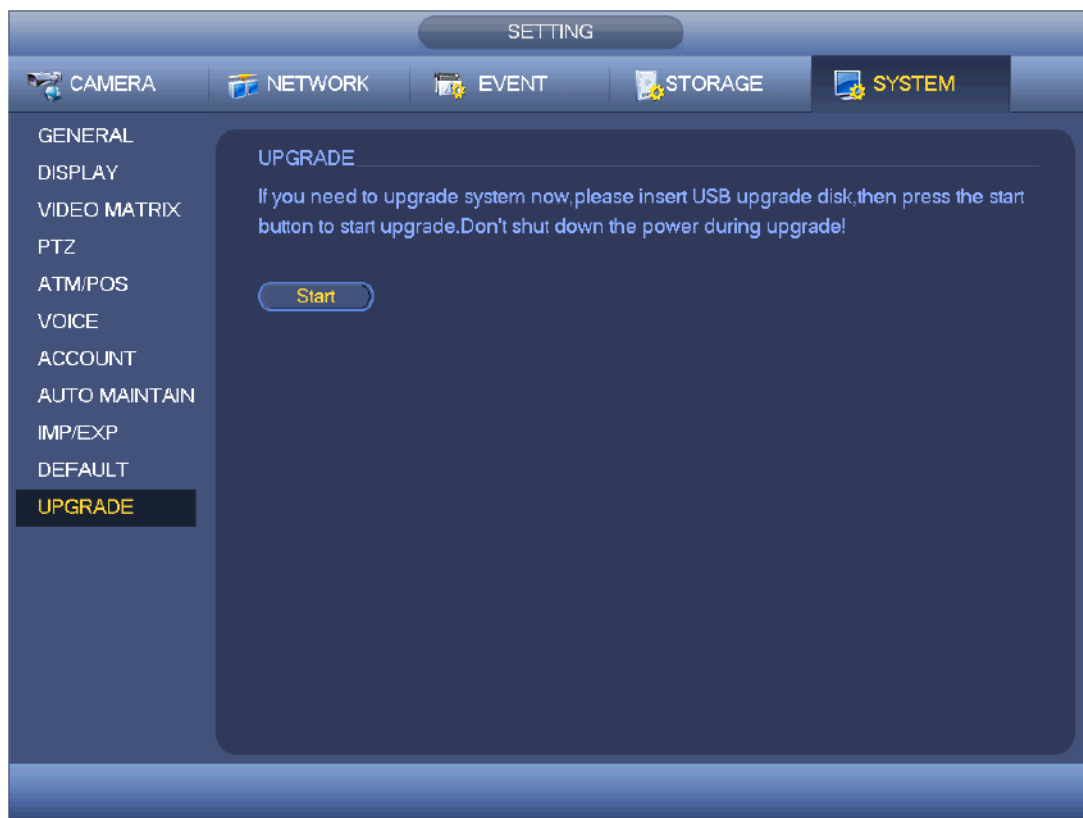 SETTING
CAMERA NETWORK EVENT STORAGE SYSTEM
GENERAL
DISPLAY
VIDEO MATRIX
PTZ
ATM/POS
VOICE
ACCOUNT
AUTO MAINTAIN
IMP/EXP
DEFAULT
UPGRADE
UPGRADE
If you need to upgrade system now,please insert USB upgrade disk,then press the start
button to start upgrade.Don't shut down the power during upgrade!
Start